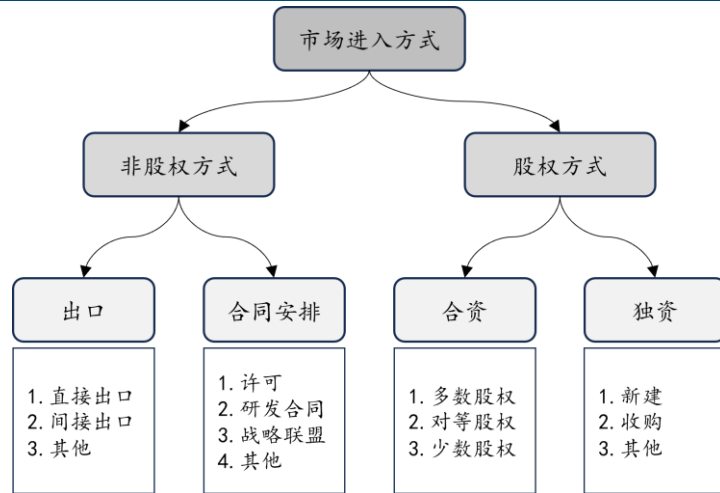 市场进入方式
非股权方式
股权方式
出口
合同安排
合资
独资
1. 直接出口
2. 间接出口
3. 其他
1. 许可
2. 研发合同
3. 战略联盟
4. 其他
1. 多数股权
2. 对等股权
3. 少数股权
1. 新建
2. 收购
3. 其他